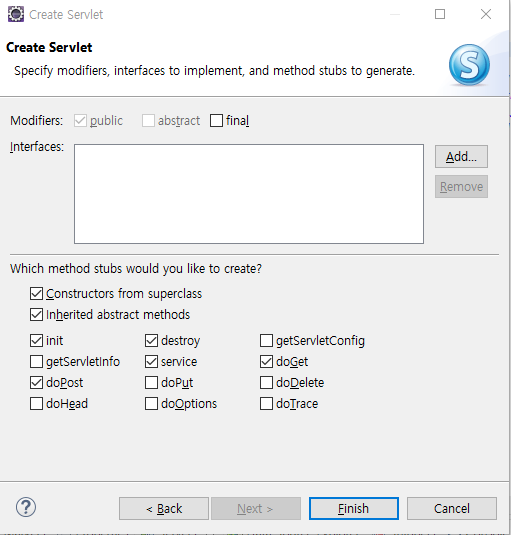 Create Servlet
Create Servlet
Specify modifiers, interfaces to implement, and method stubs to generate.
S
Modifiers: public abstract final
Interfaces:
Add...
Remove
Which method stubs would you like to create?
Constructors from superclass
Inherited abstract methods
init destroy getServletConfig
getServletInfo service doGet
doPost doPut doDelete
doHead doOptions doTrace
? < Back Next > Finish Cancel